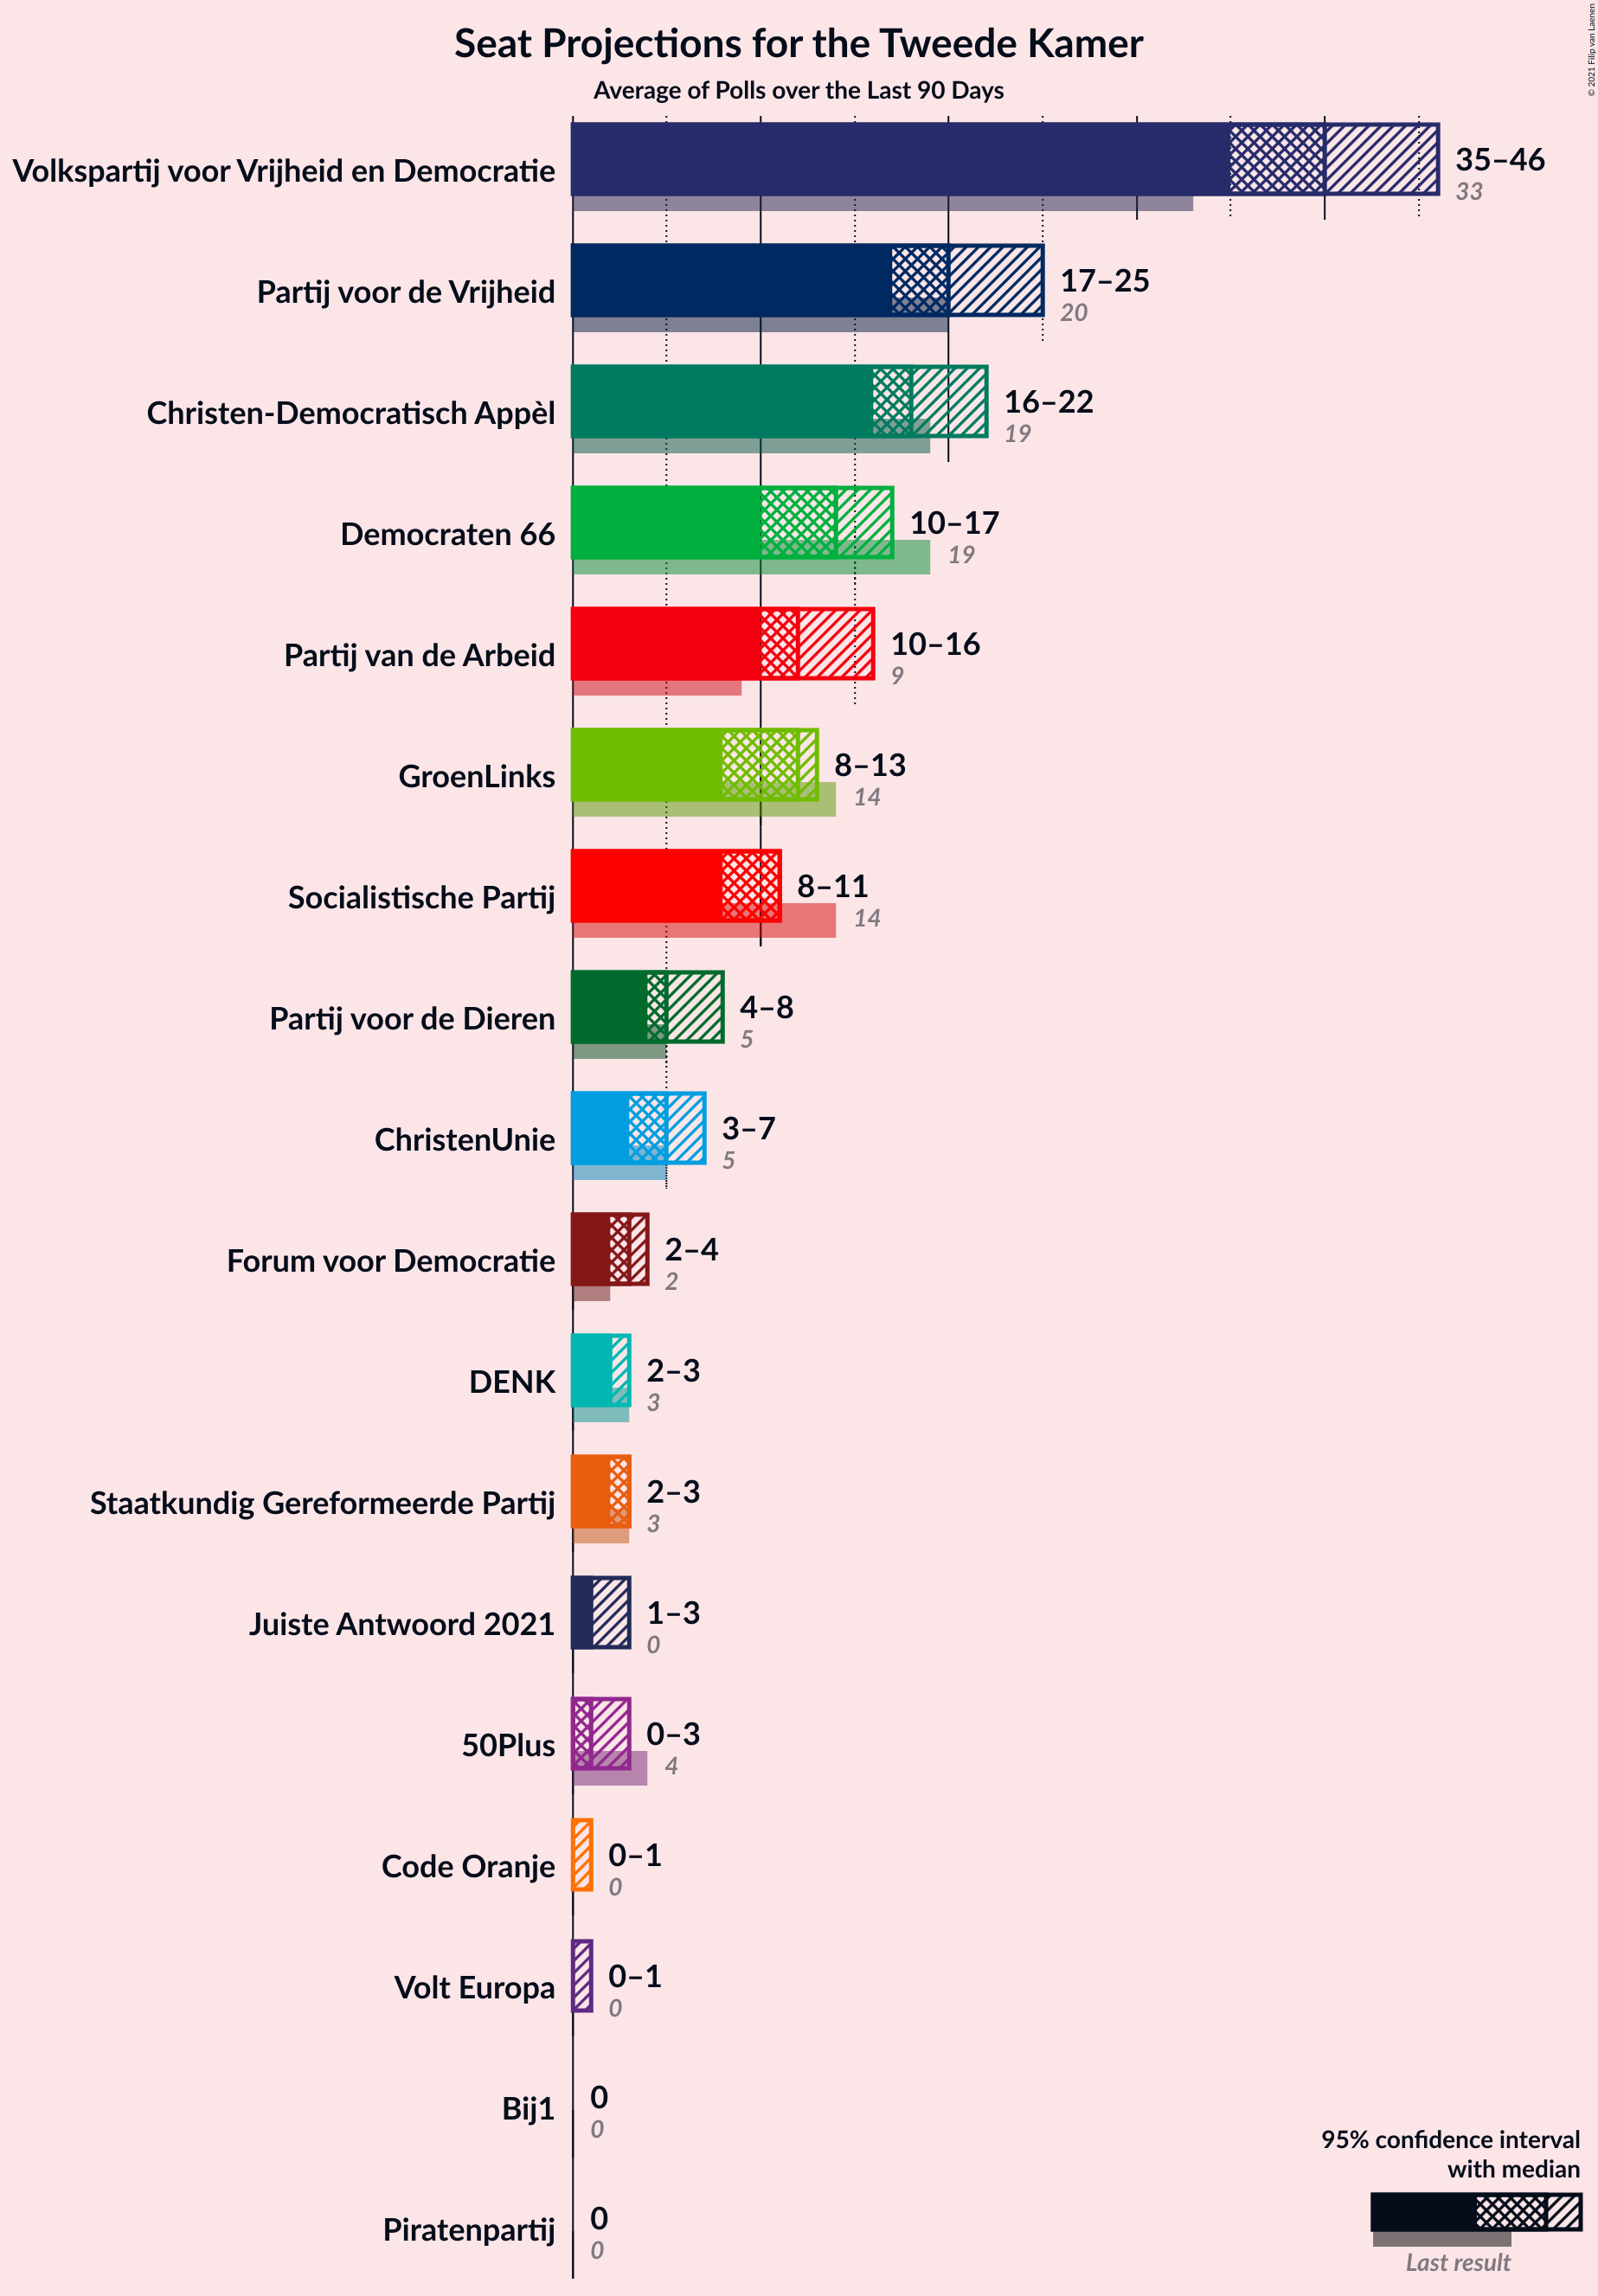 © 2021 Filip van Laenen
Seat Projections for the Tweede Kamer
Average of Polls over the Last 90 Days
Volkspartij voor Vrijheid en Democratie
35–46
33
Partij voor de Vrijheid
17–25
20
Christen-Democratisch Appèl
16–22
19
Democraten 66
10–17
19
Partij van de Arbeid
10–16
9
GroenLinks
8–13
14
Socialistische Partij
8–11
14
Partij voor de Dieren
4–8
5
ChristenUnie
3–7
5
Forum voor Democratie
2–4
2
DENK
2–3
3
Staatkundig Gereformeerde Partij
2–3
3
Juiste Antwoord 2021
1–3
0
50Plus
0–3
4
Code Oranje
0–1
0
Volt Europa
0–1
0
Bij1
0
0
Piratenpartij
0
0
95% confidence interval
with median
Last result